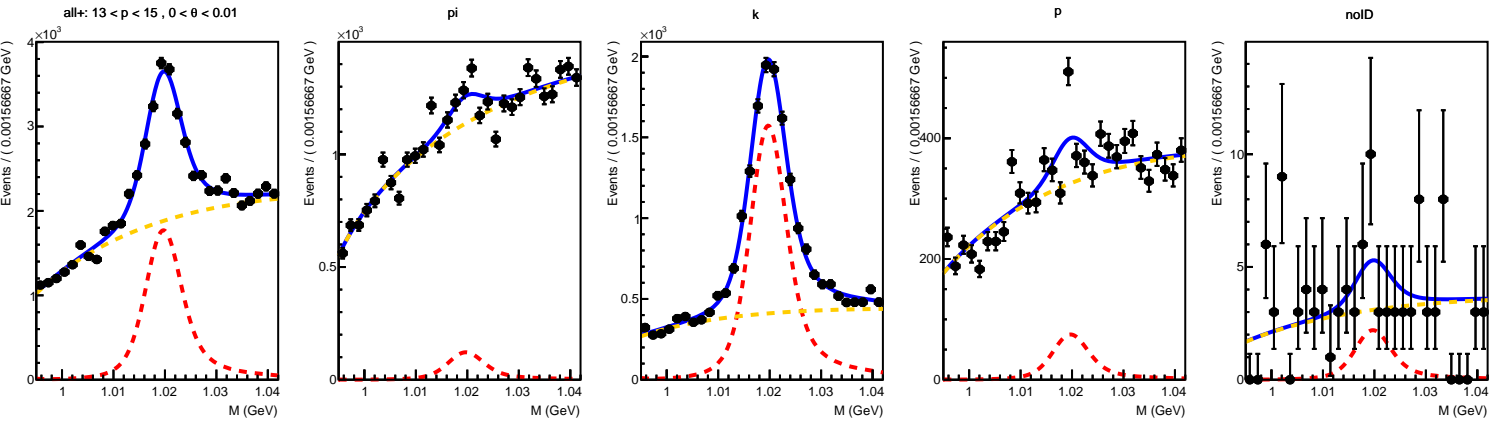 all+: 13 < p < 15 , 0 < θ < 0.01
×10³
Events / ( 0.00156667 GeV )
4
3
2
1
0
1 1.01 1.02 1.03 1.04
M (GeV)
pi
×10³
Events / ( 0.00156667 GeV )
1
0.5
0
1 1.01 1.02 1.03 1.04
M (GeV)
k
×10³
Events / ( 0.00156667 GeV )
2
1.5
1
0.5
0
1 1.01 1.02 1.03 1.04
M (GeV)
p
Events / ( 0.00156667 GeV )
400
200
0
1 1.01 1.02 1.03 1.04
M (GeV)
noID
Events / ( 0.00156667 GeV )
10
5
0
1 1.01 1.02 1.03 1.04
M (GeV)